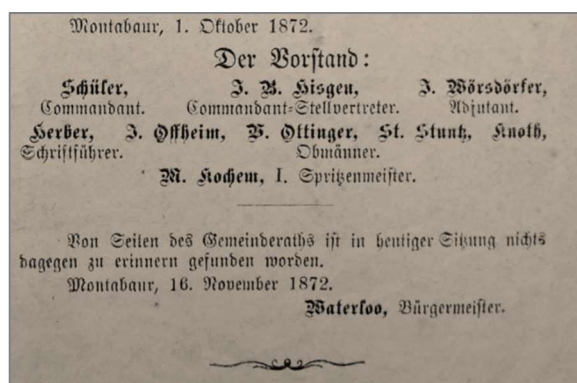 Montabaur, 1. Oktober 1872.
Der Vorstand:
Schüler, J. B. Hisgen, J. Wörsdörfer,
Commandant. Commandant-Stellvertreter. Adjutant.
Herber, J. Offheim, B. Ottinger, St. Stuntz, Knoth,
Schriftführer. Obmänner.
M. Kochem, I. Spritzenmeister.
Von Seiten des Gemeinderaths ist in heutiger Sitzung nichts
dagegen zu erinnern gefunden worden.
Montabaur, 16. November 1872.
Waterloo, Bürgermeister.